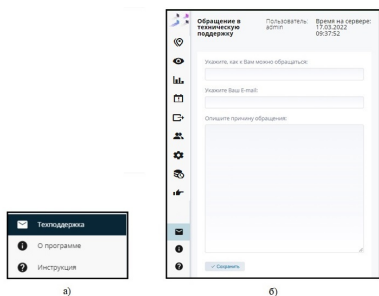 Обращение в техническую поддержку
Пользователь: admin
Время на сервере: 17.03.2022 09:37:52
Укажите, как к Вам можно обращаться:
Укажите Ваш E-mail:
Опишите причину обращения:
Сохранить
Техподдержка
О программе
Инструкция
а)
б)